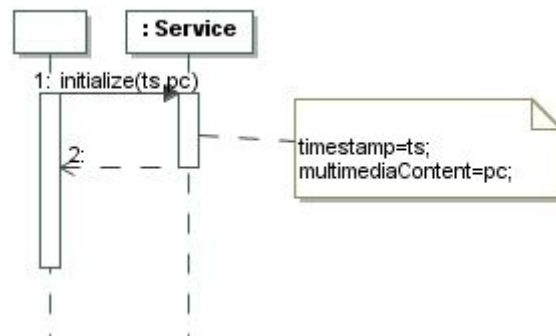 : Service
1: initialize(ts,pc)
timestamp=ts;
2:
multimediaContent=pc;